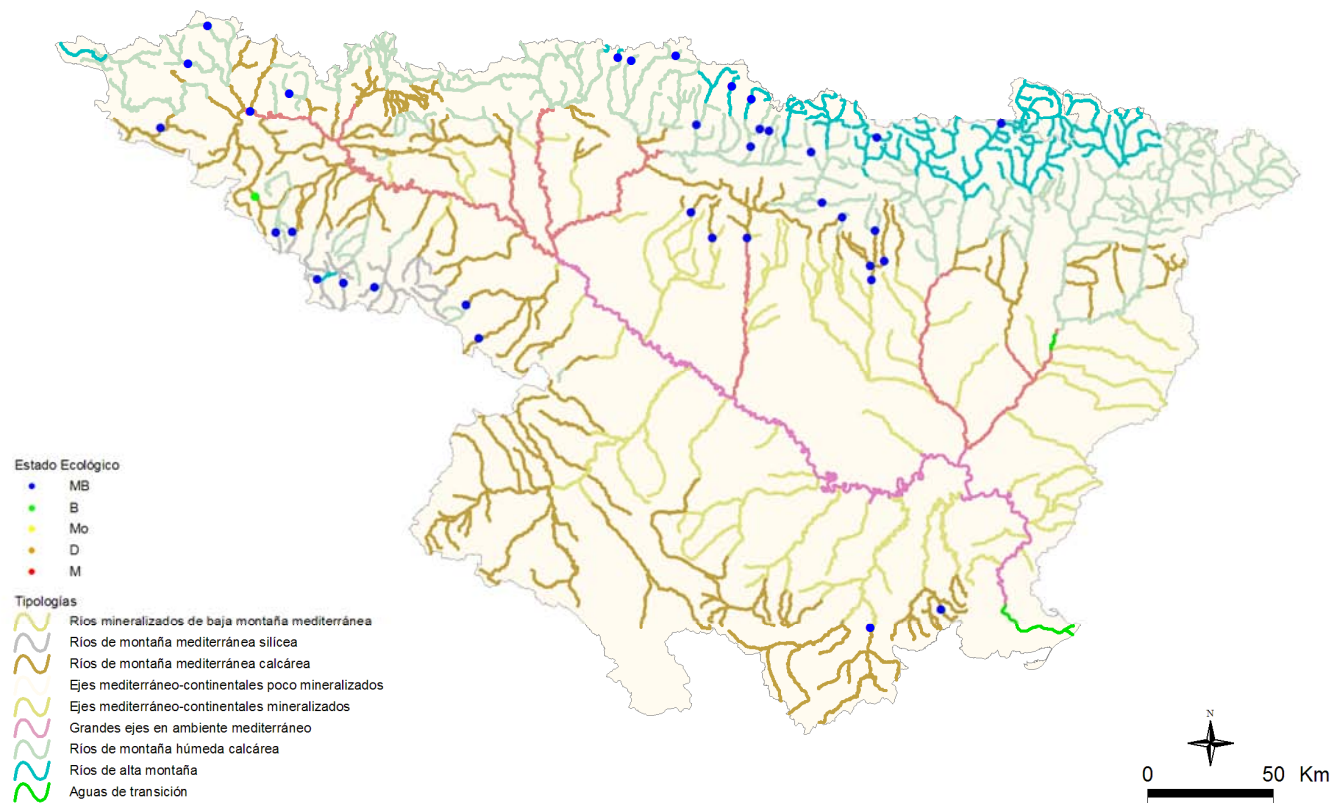 Estado Ecológico
MB
B
Mo
D
M
Tipologías
Ríos mineralizados de baja montaña mediterránea
Ríos de montaña mediterránea silícea
Ríos de montaña mediterránea calcárea
Ejes mediterráneo-continentales poco mineralizados
Ejes mediterráneo-continentales mineralizados
Grandes ejes en ambiente mediterráneo
Ríos de montaña húmeda calcárea
Ríos de alta montaña
Aguas de transición
N
0 50 Km